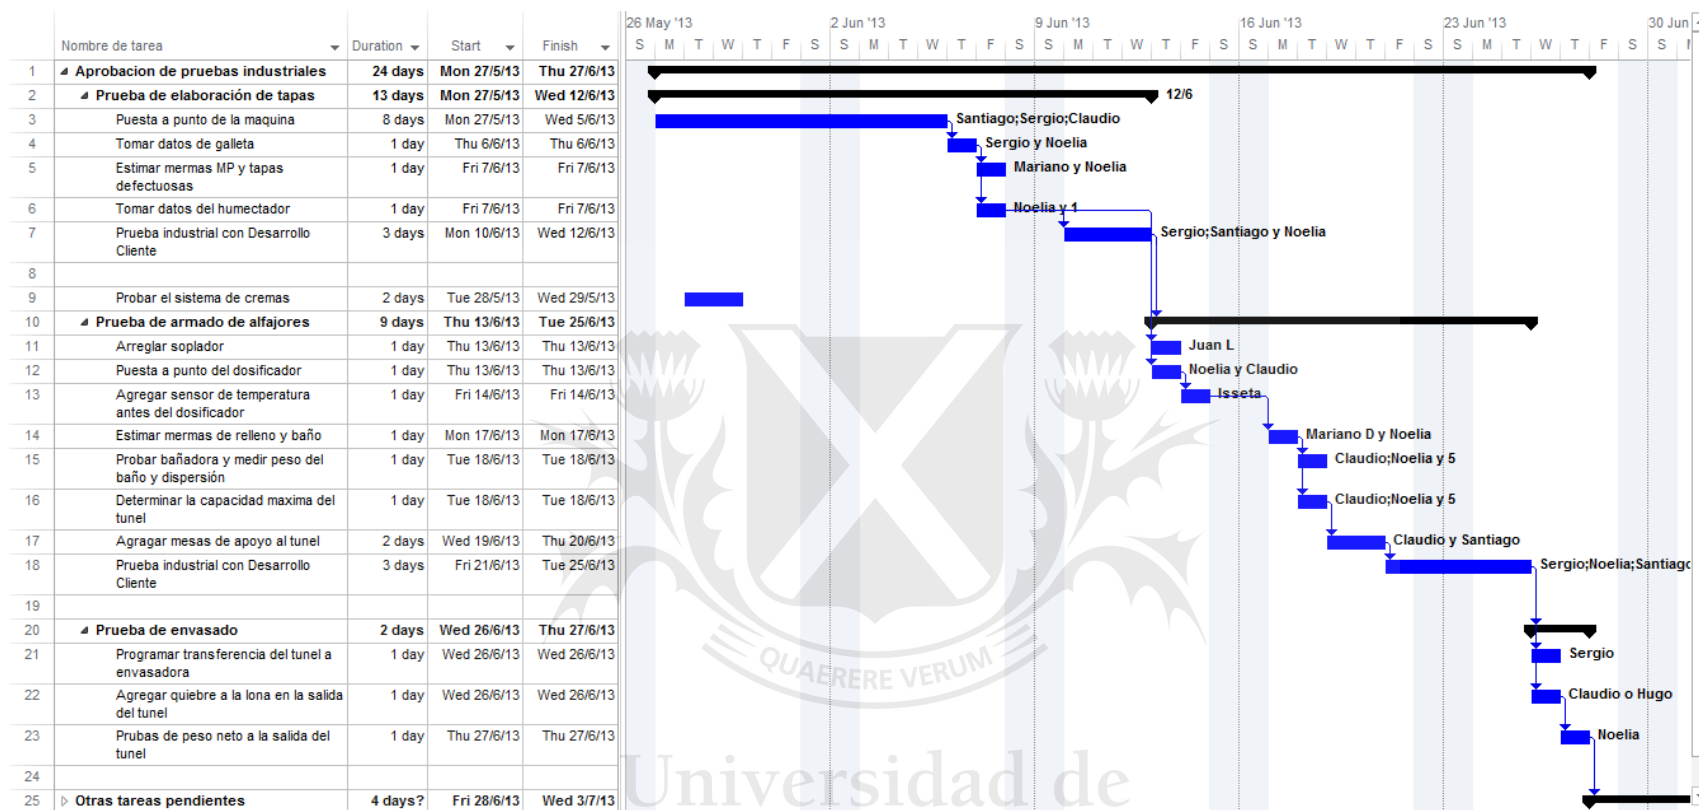 26 May '13 2 Jun '13 9 Jun '13 16 Jun '13 23 Jun '13 30 Jun
Nombre de tarea Duration Start Finish S M T W T F S S M T W T F S S M T W T F S S M T W T F S S M T W T F S S
1 Aprobacion de pruebas industriales 24 days Mon 27/5/13 Thu 27/6/13
2 Prueba de elaboración de tapas 13 days Mon 27/5/13 Wed 12/6/13 12/6
3 Puesta a punto de la maquina 8 days Mon 27/5/13 Wed 5/6/13 Santiago;Sergio;Claudio
4 Tomar datos de galleta 1 day Thu 6/6/13 Thu 6/6/13 Sergio y Noelia
5 Estimar mermas MP y tapas 1 day Fri 7/6/13 Fri 7/6/13 Mariano y Noelia
defectuosas
6 Tomar datos del humectador 1 day Fri 7/6/13 Fri 7/6/13 Noelia y 1
7 Prueba industrial con Desarrollo 3 days Mon 10/6/13 Wed 12/6/13 Sergio;Santiago y Noelia
Cliente
8
9 Probar el sistema de cremas 2 days Tue 28/5/13 Wed 29/5/13
10 Prueba de armado de alfajores 9 days Thu 13/6/13 Tue 25/6/13
11 Arreglar soplador 1 day Thu 13/6/13 Thu 13/6/13 Juan L
12 Puesta a punto del dosificador 1 day Thu 13/6/13 Thu 13/6/13 Noelia y Claudio
13 Agregar sensor de temperatura 1 day Fri 14/6/13 Fri 14/6/13 Isseta
antes del dosificador
14 Estimar mermas de relleno y baño 1 day Mon 17/6/13 Mon 17/6/13 Mariano D y Noelia
15 Probar bañadora y medir peso del 1 day Tue 18/6/13 Tue 18/6/13 Claudio;Noelia y 5
baño y dispersión
16 Determinar la capacidad maxima del 1 day Tue 18/6/13 Tue 18/6/13 Claudio;Noelia y 5
tunel
17 Agragar mesas de apoyo al tunel 2 days Wed 19/6/13 Thu 20/6/13 Claudio y Santiago
18 Prueba industrial con Desarrollo 3 days Fri 21/6/13 Tue 25/6/13 Sergio;Noelia;Santiago
Cliente
19
20 Prueba de envasado 2 days Wed 26/6/13 Thu 27/6/13
21 Programar transferencia del tunel a 1 day Wed 26/6/13 Wed 26/6/13 Sergio
envasadora
22 Agregar quiebre a la lona en la salida 1 day Wed 26/6/13 Wed 26/6/13 Claudio o Hugo
del tunel
23 Prubas de peso neto a la salida del 1 day Thu 27/6/13 Thu 27/6/13 Noelia
tunel
24
25 Otras tareas pendientes 4 days? Fri 28/6/13 Wed 3/7/13
QUAERERE VERUM
Universidad de